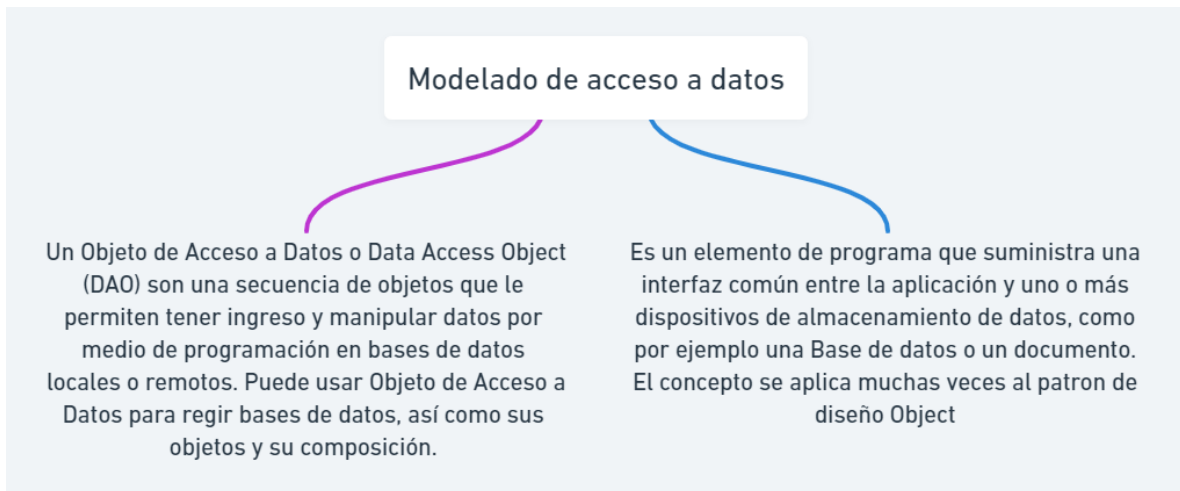 Modelado de acceso a datos
Un Objeto de Acceso a Datos o Data Access Object
(DAO) son una secuencia de objetos que le
permiten tener ingreso y manipular datos por
medio de programación en bases de datos
locales o remotos. Puede usar Objeto de Acceso a
Datos para regir bases de datos, así como sus
objetos y su composición.
Es un elemento de programa que suministra una
interfaz común entre la aplicación y uno o más
dispositivos de almacenamiento de datos, como
por ejemplo una Base de datos o un documento.
El concepto se aplica muchas veces al patron de
diseño Object